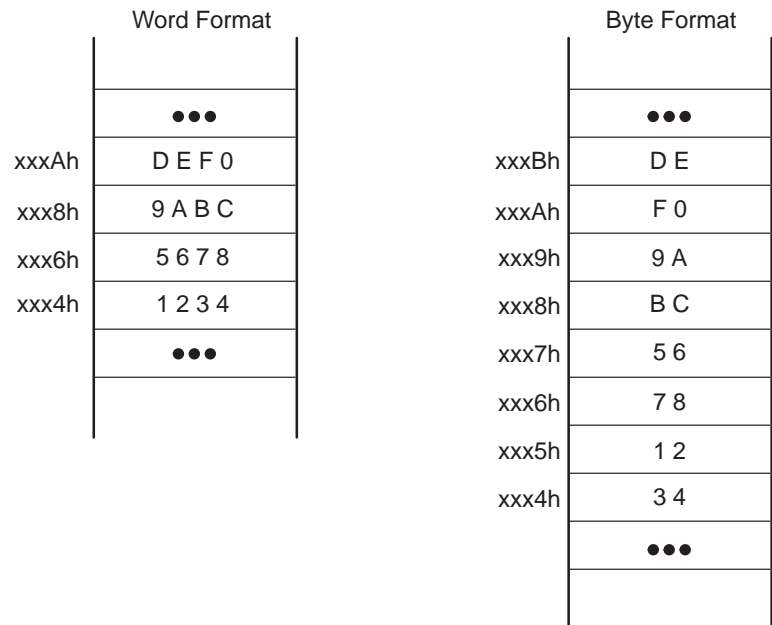 Word Format
●●●
xxxAh D E F 0
xxx8h 9 A B C
xxx6h 5 6 7 8
xxx4h 1 2 3 4
●●●
Byte Format
●●●
xxxBh D E
xxxAh F 0
xxx9h 9 A
xxx8h B C
xxx7h 5 6
xxx6h 7 8
xxx5h 1 2
xxx4h 3 4
●●●